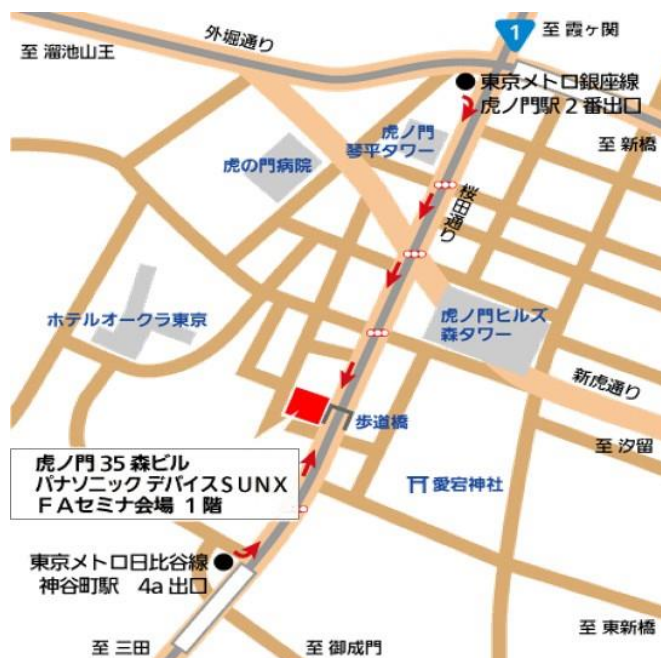 1
至 霞ヶ関
外堀通り
至 溜池山王
東京メトロ銀座線
虎ノ門駅 2 番出口
虎ノ門
琴平タワー
至 新橋
虎の門病院
桜田通り
ホテルオークラ東京
虎ノ門ヒルズ
森タワー
新虎通り
歩道橋
至 汐留
虎ノ門 35 森ビル
パナソニック デバイスSUNX
FAセミナ会場 1 階
愛宕神社
東京メトロ日比谷線
神谷町駅 4a 出口
至 東新橋
至 三田
至 御成門